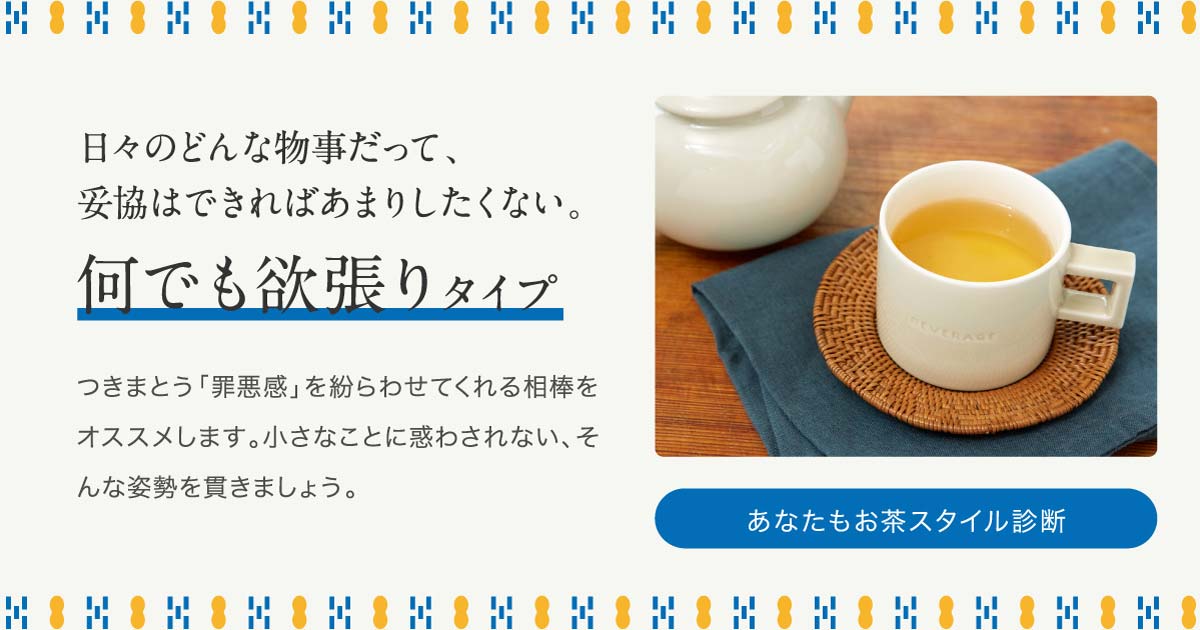 日々のどんな物事だって、
妥協はできればあまりしたくない。
何でも欲張りタイプ
つきまとう「罪悪感」を紛らわせてくれる相棒を
オススメします。小さなことに惑わされない、そ
んな姿勢を貫きましょう。
BEVERAGE
あなたもお茶スタイル診断